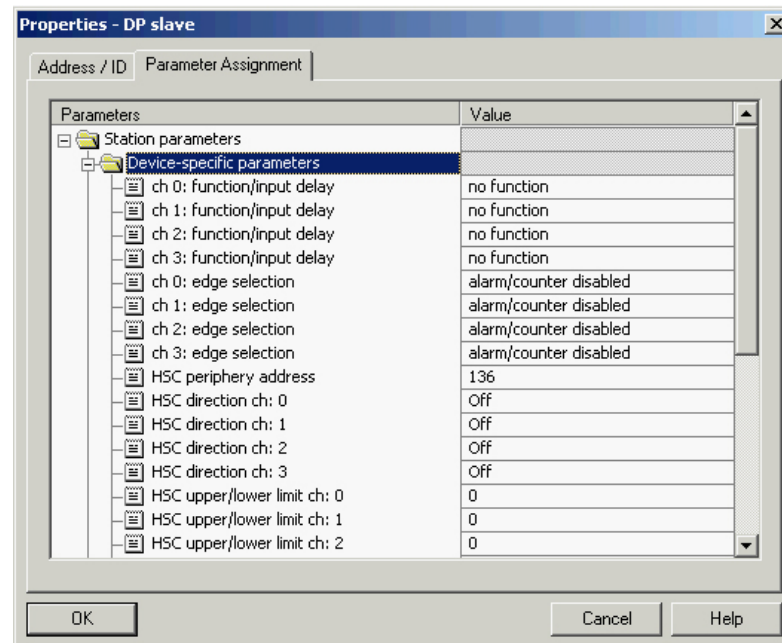 Properties - DP slave
Address / ID Parameter Assignment
Parameters Value
Station parameters
Device-specific parameters
ch 0: function/input delay no function
ch 1: function/input delay no function
ch 2: function/input delay no function
ch 3: function/input delay no function
ch 0: edge selection alarm/counter disabled
ch 1: edge selection alarm/counter disabled
ch 2: edge selection alarm/counter disabled
ch 3: edge selection alarm/counter disabled
HSC periphery address 136
HSC direction ch: 0 Off
HSC direction ch: 1 Off
HSC direction ch: 2 Off
HSC direction ch: 3 Off
HSC upper/lower limit ch: 0 0
HSC upper/lower limit ch: 1 0
HSC upper/lower limit ch: 2 0
OK Cancel Help